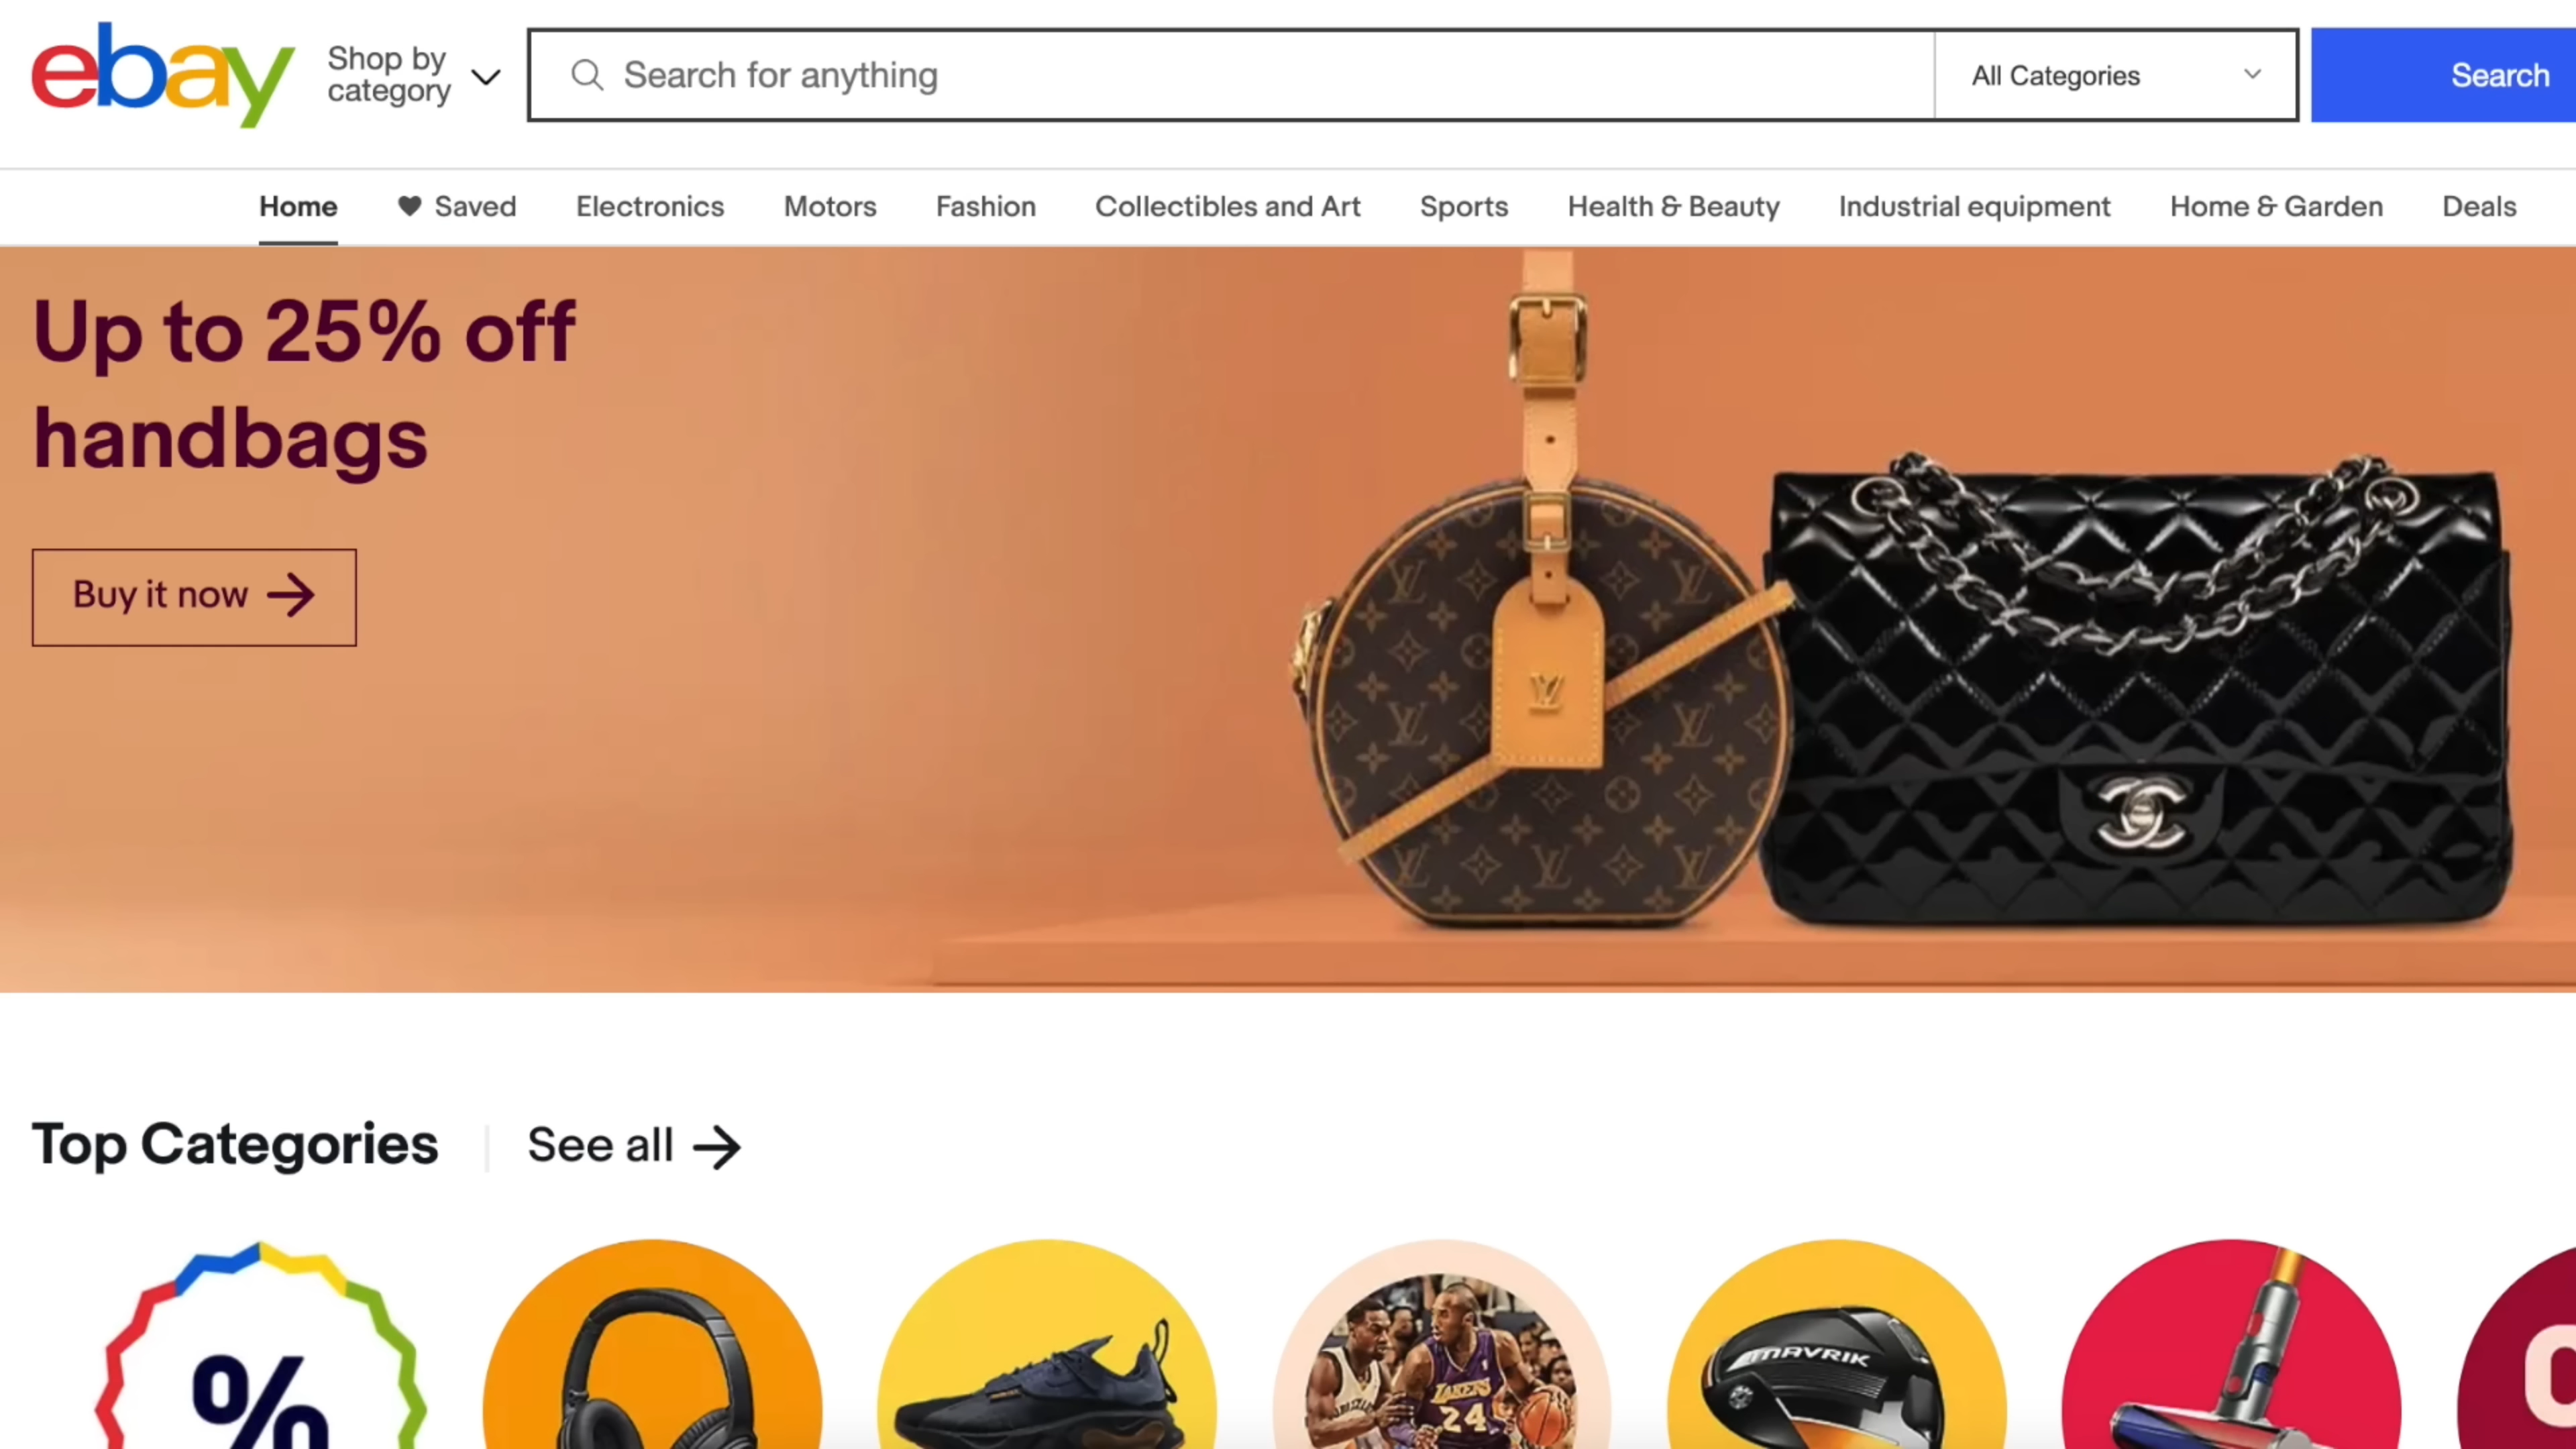 ebay
Shop by
category
Search for anything
All Categories
Search
Home
Saved
Electronics
Motors
Fashion
Collectibles and Art
Sports
Health & Beauty
Industrial equipment
Home & Garden
Deals
Up to 25% off
handbags
Buy it now
LV
Top Categories
See all
%
LAKERS
24
MAVRIK